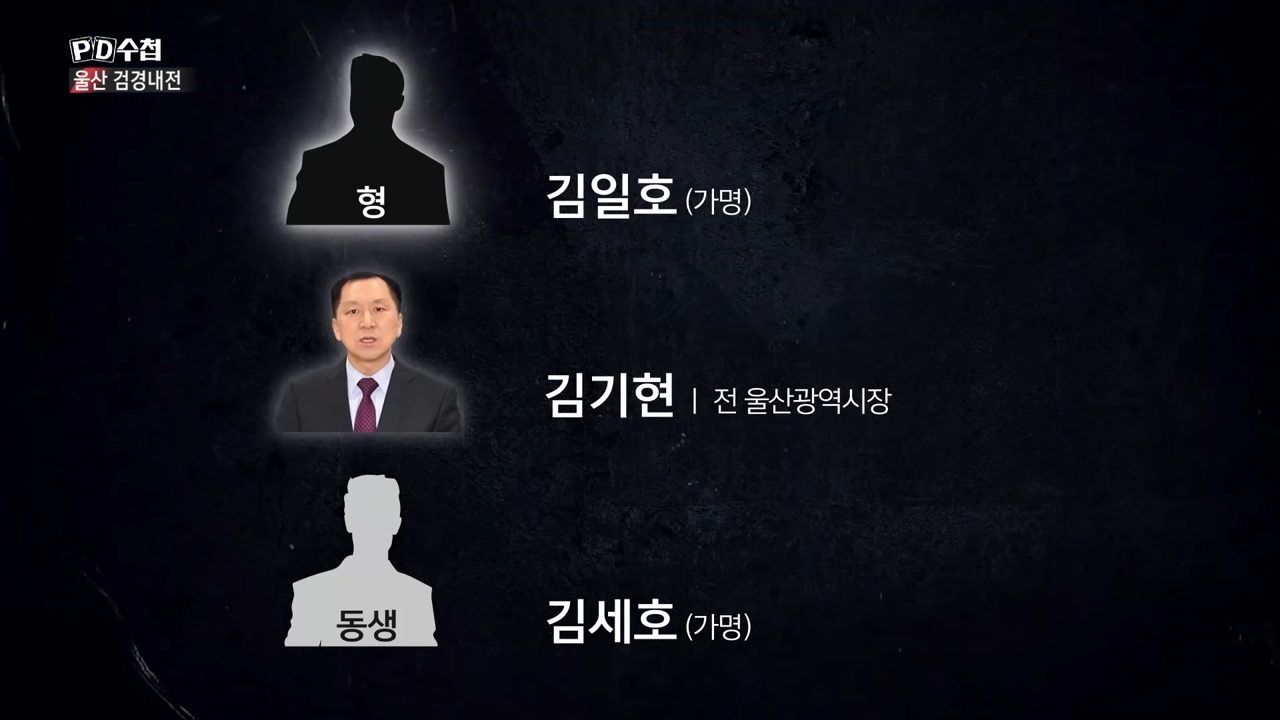 PD수첩
울산 검경내전
형
김일호 (가명)
김기현 | 전 울산광역시장
동생
김세호 (가명)